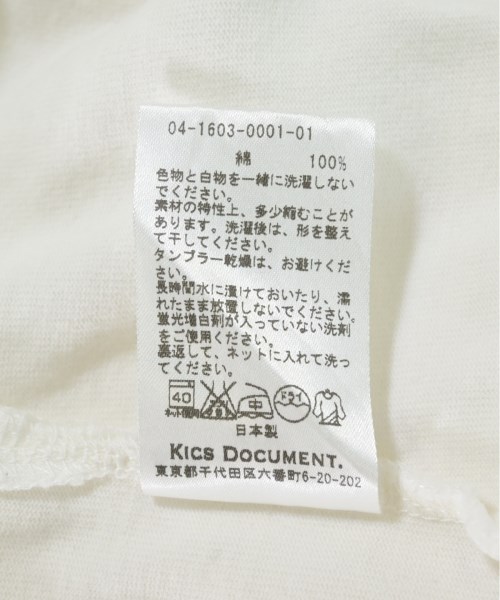 04-1603-0001-01
綿 100%
色物と白物を一緒に洗濯しない
でください。
素材の特性上、多少縮むことが
あります。洗濯後は、形を整え
て干してください。
タンブラー乾燥は、お避けくだ
さい。
長時間水に漬けておいたり、濡
れたまま放置しないでください。
蛍光増白剤が入っていない洗剤
をご使用ください。
裏返して、ネットに入れて洗っ
てください。
40 中 ドライ
ネット使用
日本製
KICS DOCUMENT.
東京都千代田区六番町6-20-202